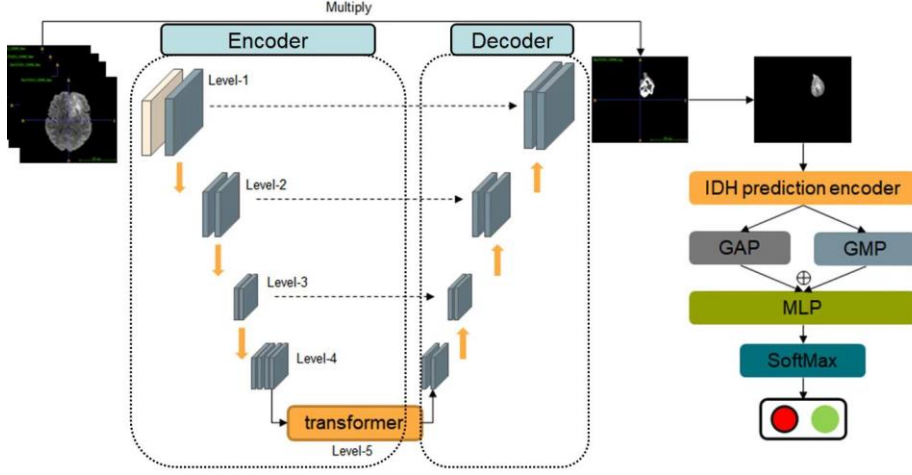 Multiply
Encoder
Decoder
Level-1
Level-2
Level-3
Level-4
transformer
Level-5
IDH prediction encoder
GAP
GMP
MLP
SoftMax